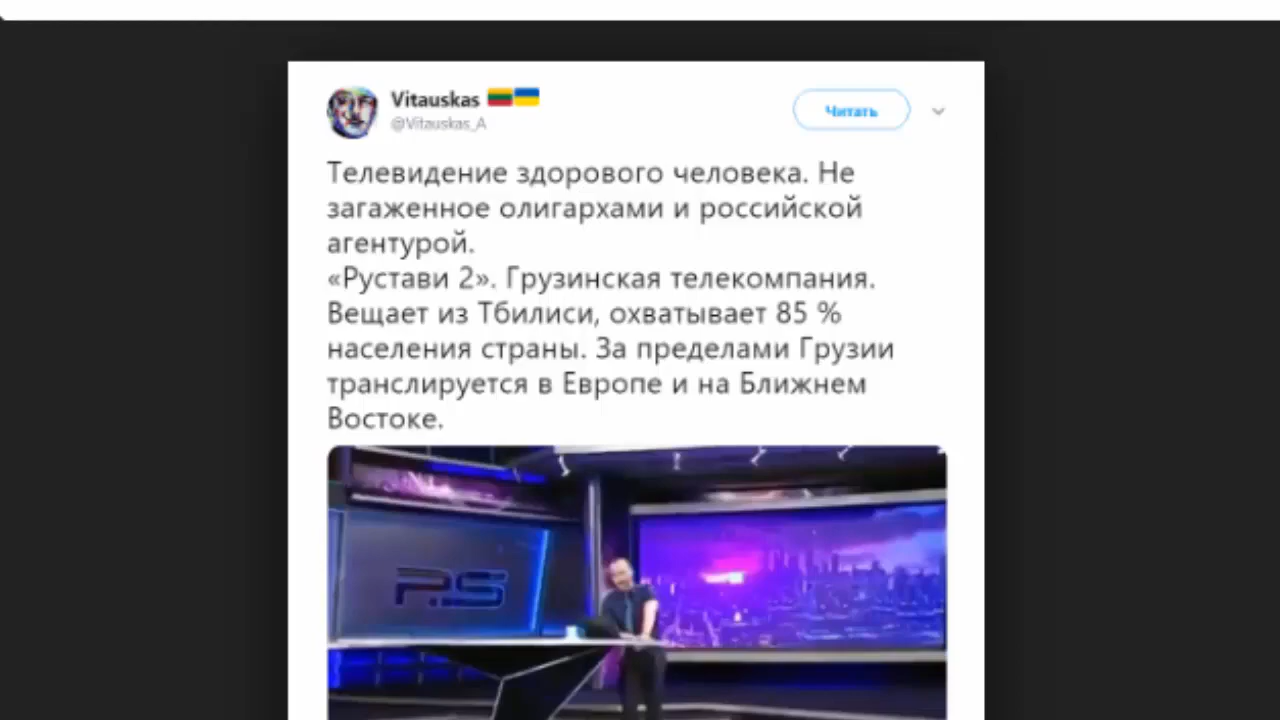 Vitauskas
@Vitauskas_A
Читать
Телевидение здорового человека. Не
загаженное олигархами и российской
агентурой.
«Рустави 2». Грузинская телекомпания.
Вещает из Тбилиси, охватывает 85 %
населения страны. За пределами Грузии
транслируется в Европе и на Ближнем
Востоке.
P.S